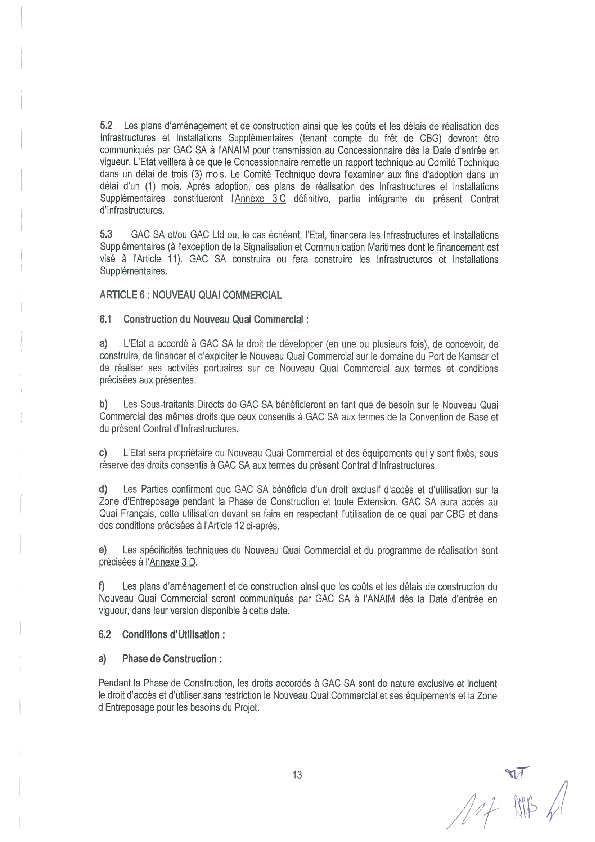 5.2 Les plans d'aménagement et de construction ainsi que les coûts et les délais de réalisation des
Infrastructures et Installations Supplémentaires (tenant compte du frêt de CBG) devront être
communiqués par GAC SA à l'ANAIM pour transmission au Concessionnaire dès la Date d'entrée en
vigueur. L'Etat veillera à ce que le Concessionnaire remette un rapport technique au Comité Technique
dans un délai de trois (3) mois. Le Comité Technique devra l'examiner aux fins d'adoption dans un
délai d'un (1) mois. Après adoption, ces plans de réalisation des Infrastructures et Installations
Supplémentaires constitueront l'Annexe 3 C définitive, partie intégrante du présent Contrat
d'Infrastructures.
5.3 GAC SA et/ou GAC Ltd ou, le cas échéant, l'Etat, financera les Infrastructures et Installations
Supplémentaires (à l'exception de la Signalisation et Communication Maritimes dont le financement est
visé à l'Article 11). GAC SA construira ou fera construire les Infrastructures et Installations
Supplémentaires.
ARTICLE 6 : NOUVEAU QUAI COMMERCIAL
6.1 Construction du Nouveau Quai Commercial :
a) L'Etat a accordé à GAC SA le droit de développer (en une ou plusieurs fois), de concevoir, de
construire, de financer et d'exploiter le Nouveau Quai Commercial sur le domaine du Port de Kamsar et
de réaliser ses activités portuaires sur ce Nouveau Quai Commercial aux termes et conditions
précisées aux présentes.
b) Les Sous-traitants Directs de GAC SA bénéficieront en tant que de besoin sur le Nouveau Quai
Commercial des mêmes droits que ceux consentis à GAC SA aux termes de la Convention de Base et
du présent Contrat d'Infrastructures.
c) L'Etat sera propriétaire du Nouveau Quai Commercial et des équipements qui y sont fixés, sous
réserve des droits consentis à GAC SA aux termes du présent Contrat d'Infrastructures.
d) Les Parties confirment que GAC SA bénéficie d'un droit exclusif d'accès et d'utilisation sur la
Zone d'Entreposage pendant la Phase de Construction et toute Extension. GAC SA aura accès au
Quai Français, cette utilisation devant se faire en respectant l'utilisation de ce quai par CBG et dans
des conditions précisées à l'Article 12 ci-après.
e) Les spécificités techniques du Nouveau Quai Commercial et du programme de réalisation sont
précisées à l'Annexe 3 D.
f) Les plans d'aménagement et de construction ainsi que les coûts et les délais de construction du
Nouveau Quai Commercial seront communiqués par GAC SA à l'ANAIM dès la Date d'entrée en
vigueur, dans leur version disponible à cette date.
6.2 Conditions d'Utilisation :
a) Phase de Construction :
Pendant la Phase de Construction, les droits accordés à GAC SA sont de nature exclusive et incluent
le droit d'accès et d'utiliser sans restriction le Nouveau Quai Commercial et ses équipements et la Zone
d'Entreposage pour les besoins du Projet.
13